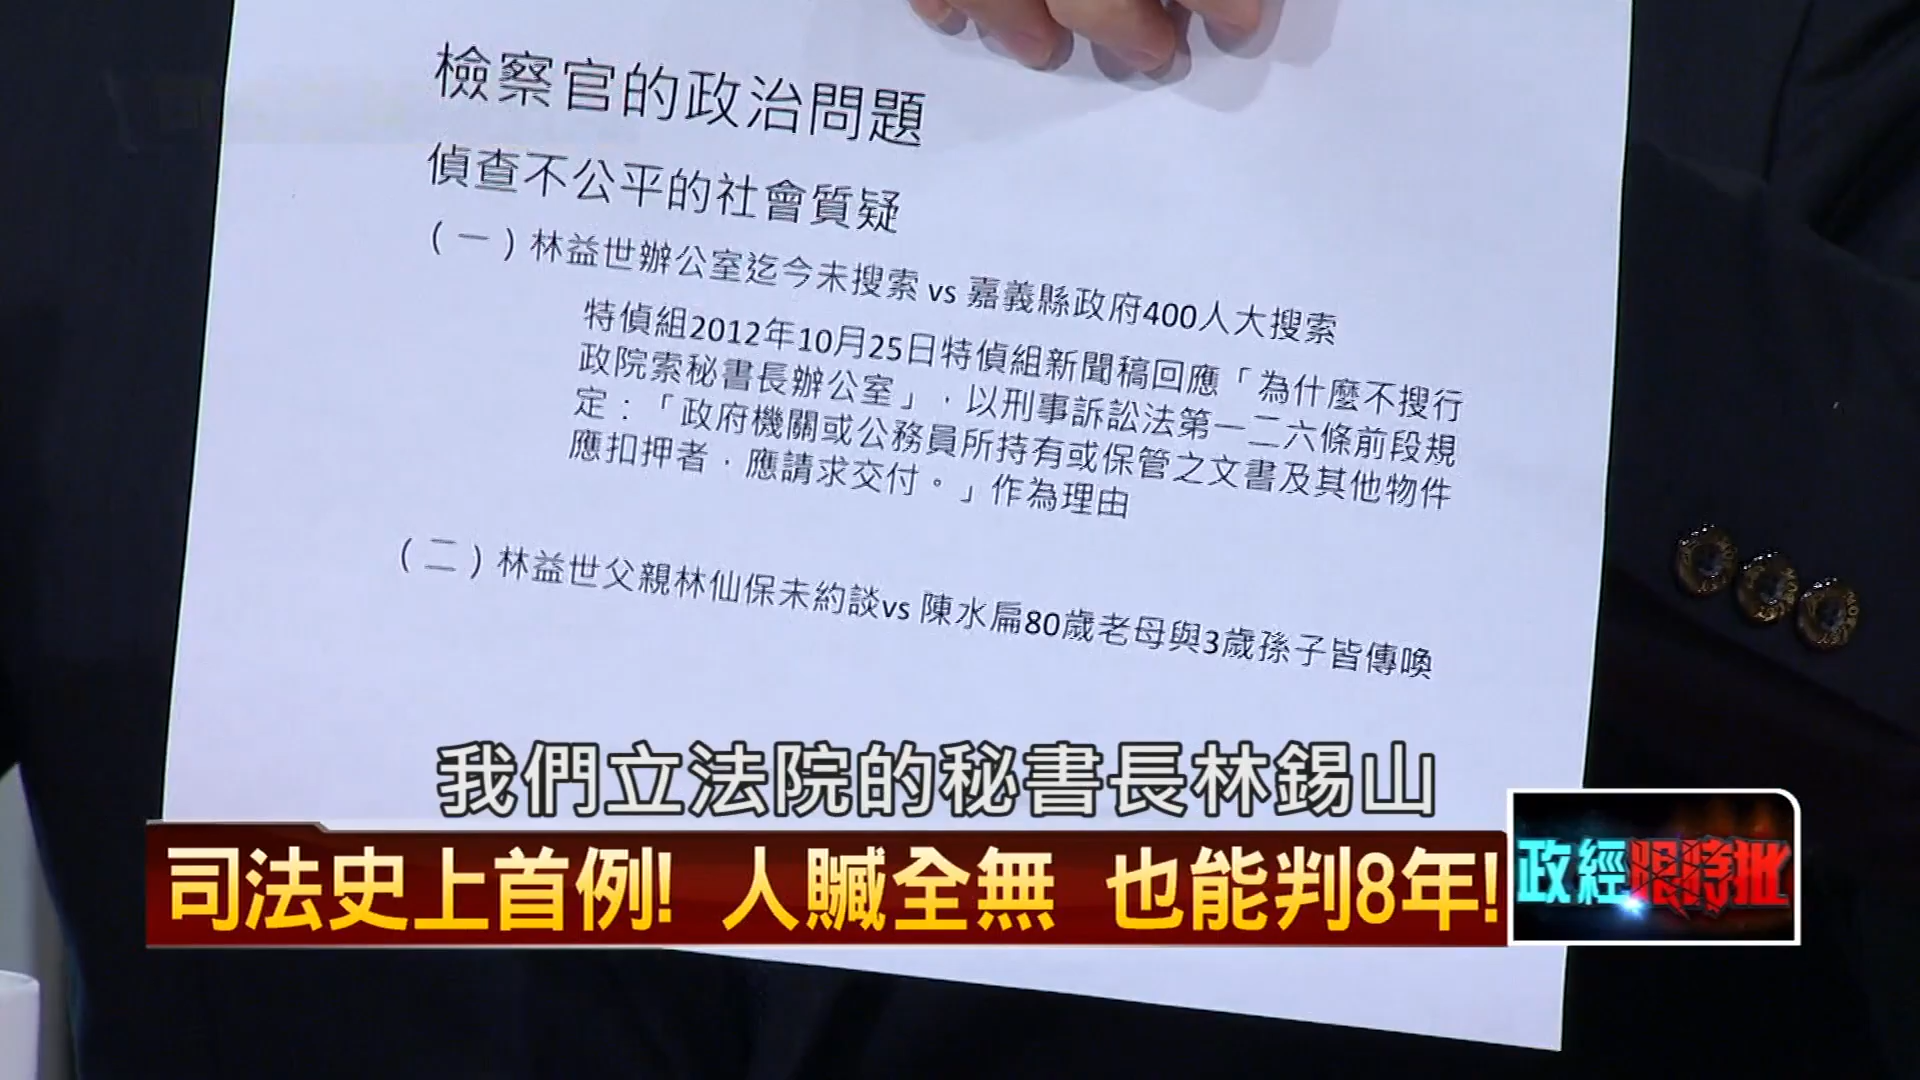 檢察官的政治問題
偵查不公平的社會質疑
（一）林益世辦公室迄今未搜索 vs 嘉義縣政府400人大搜索
特偵組2012年10月25日特偵組新聞稿回應「為什麼不搜行
政院索秘書長辦公室」，以刑事訴訟法第一二六條前段規
定：「政府機關或公務員所持有或保管之文書及其他物件
應扣押者，應請求交付。」作為理由
（二）林益世父親林仙保未約談vs 陳水扁80歲老母與3歲孫子皆傳喚
我們立法院的秘書長林錫山
司法史上首例! 人贓全無 也能判8年!
政經眼特批